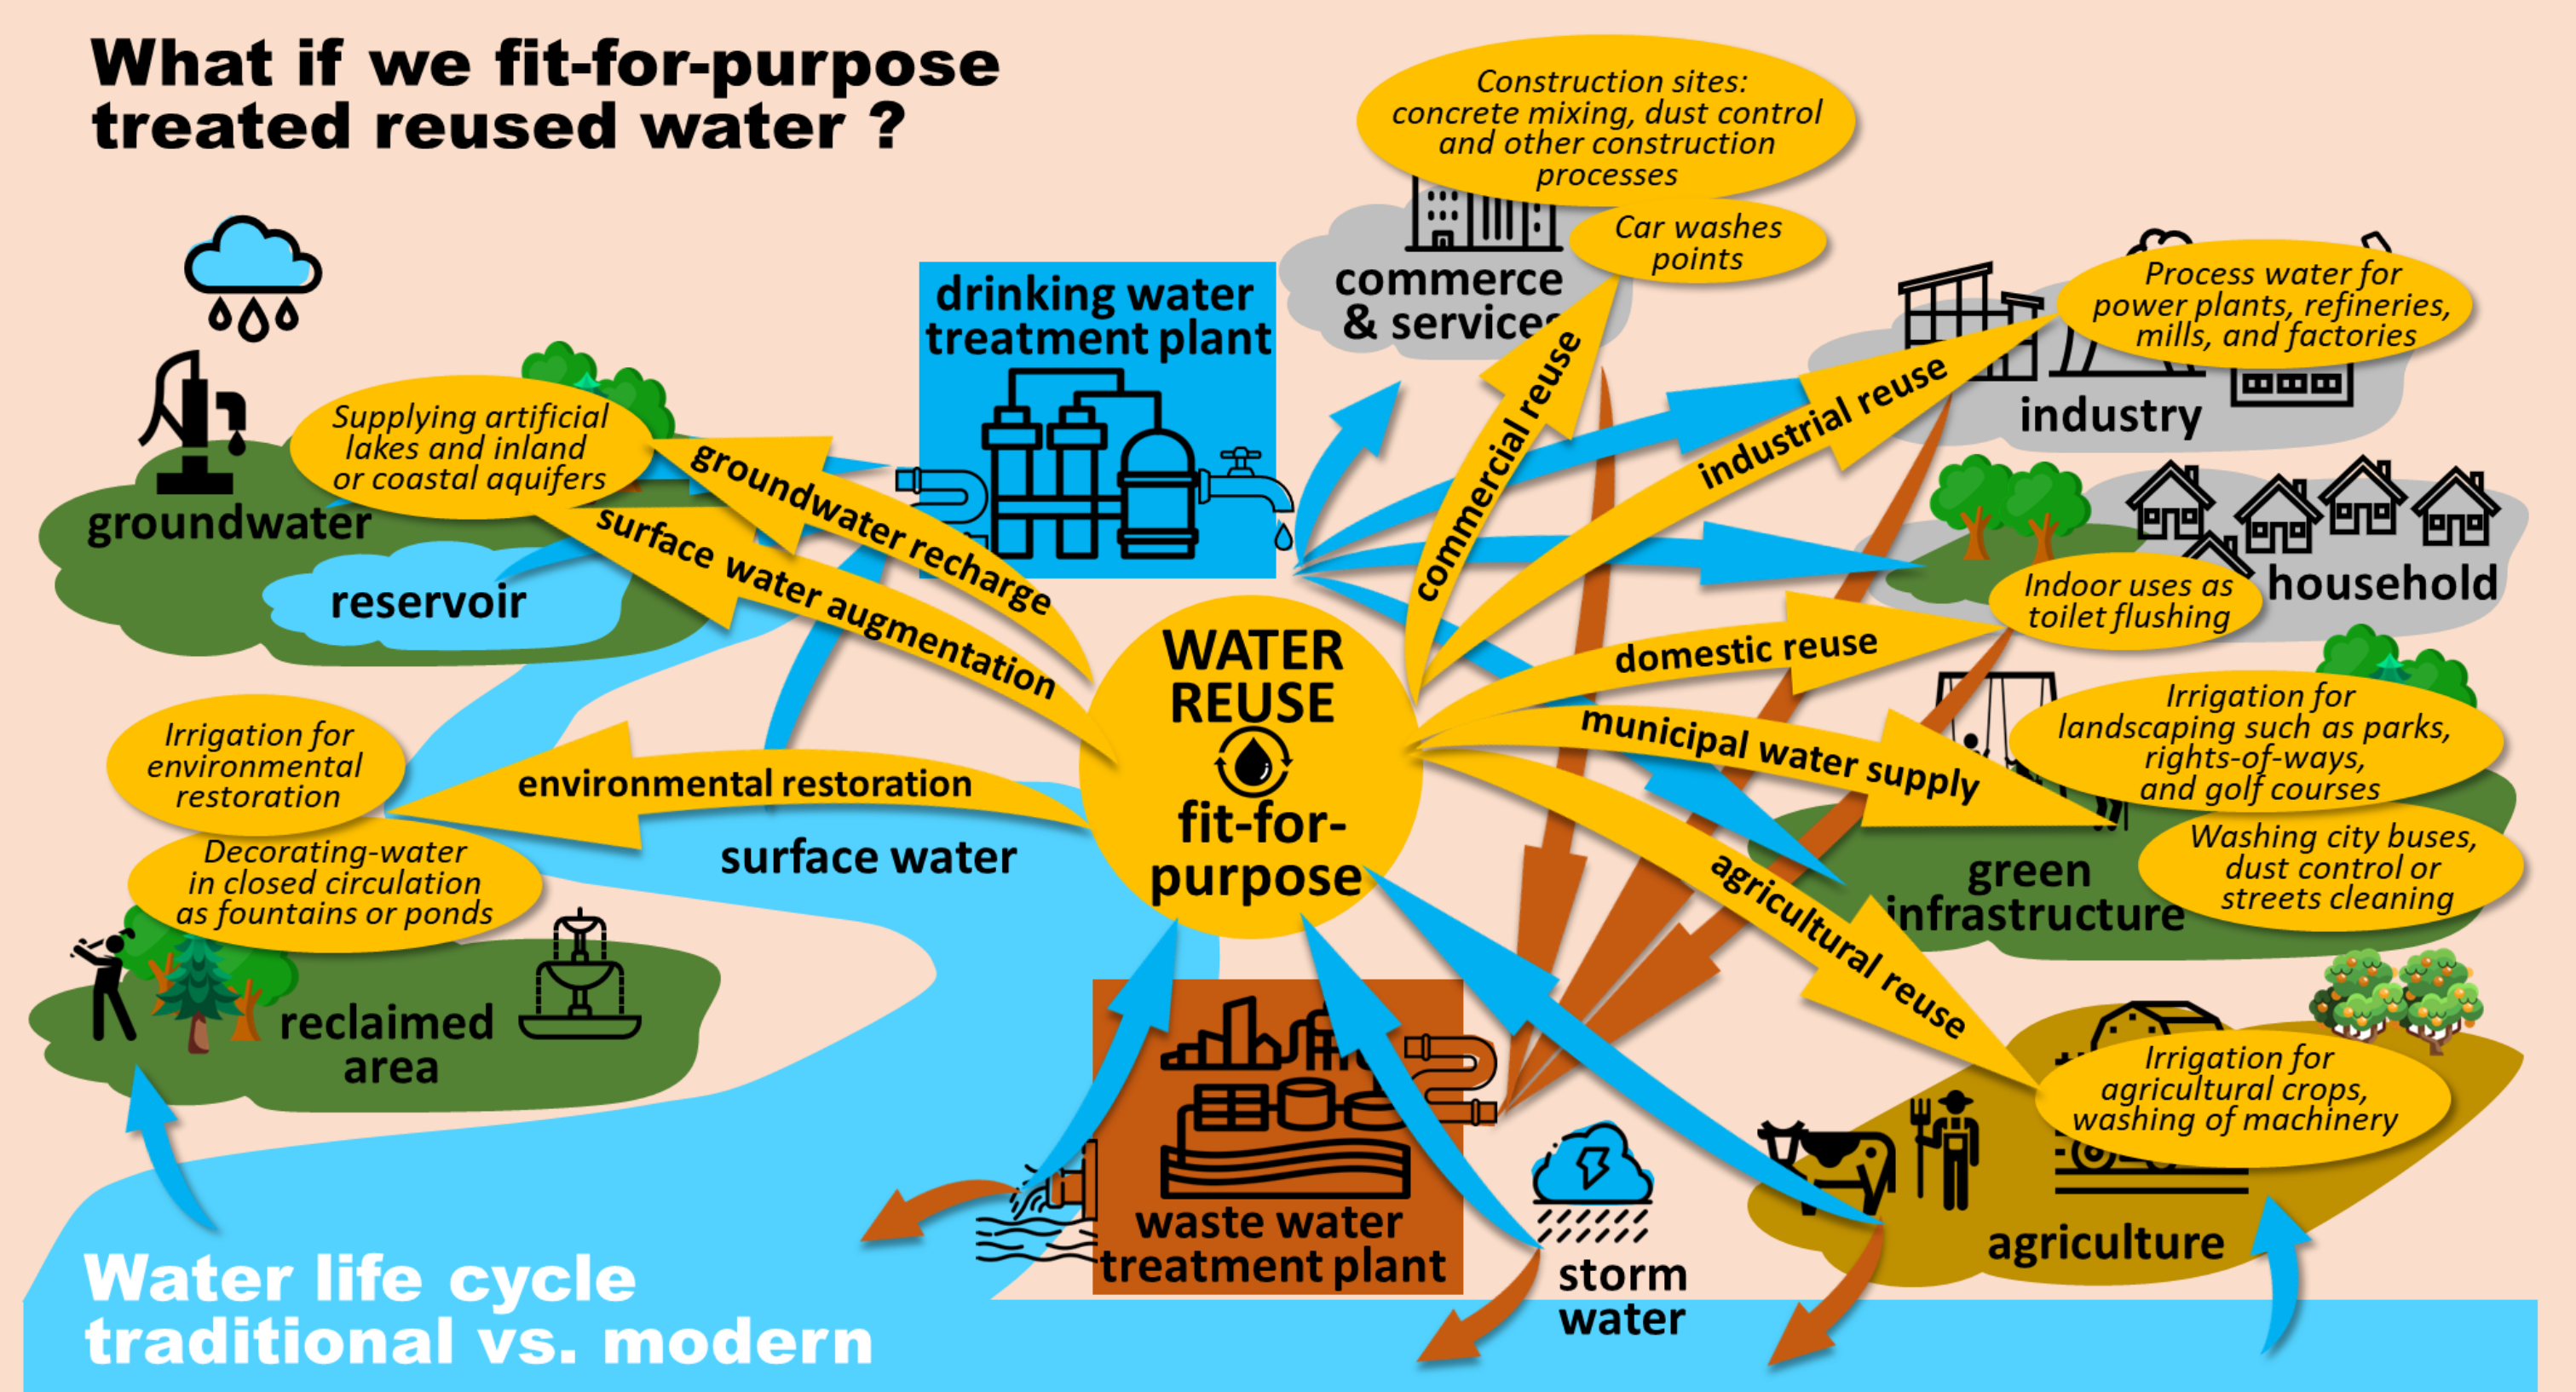 What if we fit-for-purpose
treated reused water ?
Construction sites:
concrete mixing, dust control
and other construction
processes
Car washes
points
commerce
& services
drinking water
treatment plant
Process water for
power plants, refineries,
mills, and factories
industry
Supplying artificial
lakes and inland
or coastal aquifers
groundwater
reservoir
groundwater recharge
surface water augmentation
commercial reuse
industrial reuse
Indoor uses as
toilet flushing
household
domestic reuse
WATER
REUSE
fit-for-
purpose
municipal water supply
Irrigation for
landscaping such as parks,
rights-of-ways,
and golf courses
Washing city buses,
dust control or
streets cleaning
green
infrastructure
Irrigation for
environmental
restoration
environmental restoration
surface water
Decorating-water
in closed circulation
as fountains or ponds
reclaimed
area
agricultural reuse
Irrigation for
agricultural crops,
washing of machinery
agriculture
waste water
treatment plant
storm
water
Water life cycle
traditional vs. modern